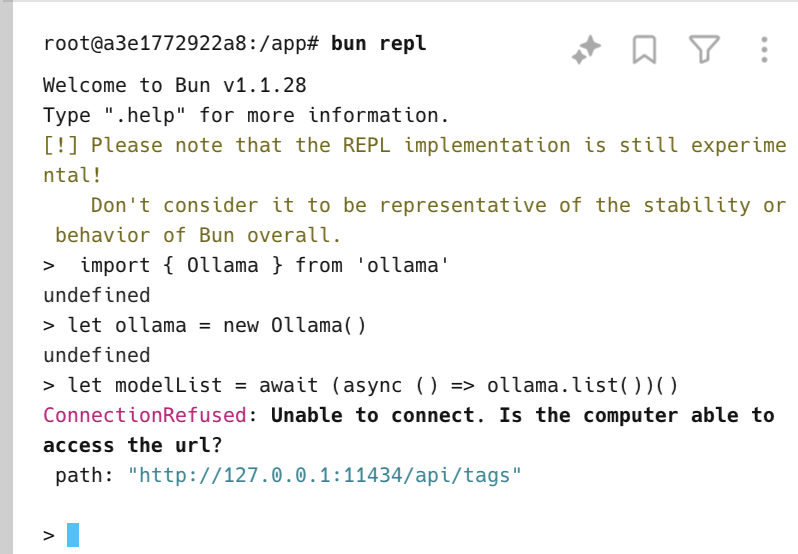 root@a3e1772922a8:/app# bun repl
Welcome to Bun v1.1.28
Type ".help" for more information.
[!] Please note that the REPL implementation is still experime
ntal!
    Don't consider it to be representative of the stability or
 behavior of Bun overall.
>  import { Ollama } from 'ollama'
undefined
> let ollama = new Ollama()
undefined
> let modelList = await (async () => ollama.list())()
ConnectionRefused: Unable to connect. Is the computer able to
access the url?
 path: "http://127.0.0.1:11434/api/tags"
>